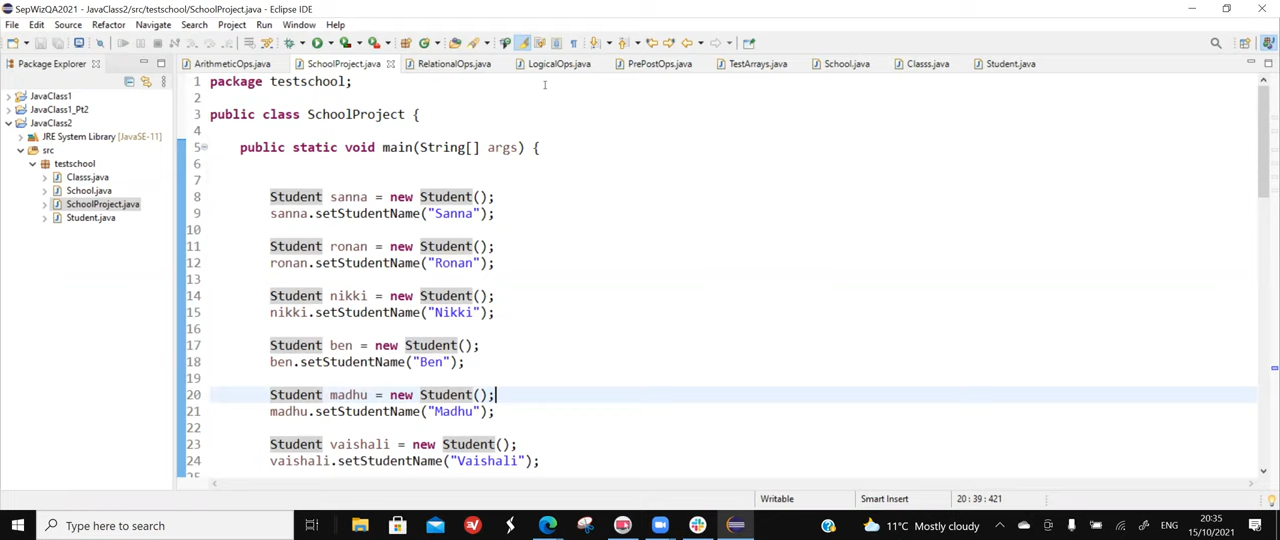 SepWizQA2021 - JavaClass2/src/testschool/SchoolProject.java - Eclipse IDE
File Edit Source Refactor Navigate Search Project Run Window Help
Package Explorer
ArithmeticOps.java SchoolProject.java RelationalOps.java LogicalOps.java PrePostOps.java TestArrays.java School.java Classs.java Student.java
JavaClass1
JavaClass1_Pt2
JavaClass2
JRE System Library [JavaSE-11]
src
testschool
Classs.java
School.java
SchoolProject.java
Student.java
1 package testschool;
2
3 public class SchoolProject {
4
5 public static void main(String[] args) {
6
7
8 Student sanna = new Student();
9 sanna.setStudentName("Sanna");
10
11 Student ronan = new Student();
12 ronan.setStudentName("Ronan");
13
14 Student nikki = new Student();
15 nikki.setStudentName("Nikki");
16
17 Student ben = new Student();
18 ben.setStudentName("Ben");
19
20 Student madhu = new Student();
21 madhu.setStudentName("Madhu");
22
23 Student vaishali = new Student();
24 vaishali.setStudentName("Vaishali");
25
Writable Smart Insert 20 : 39 : 421
Type here to search
11°C Mostly cloudy
ENG
20:35
15/10/2021